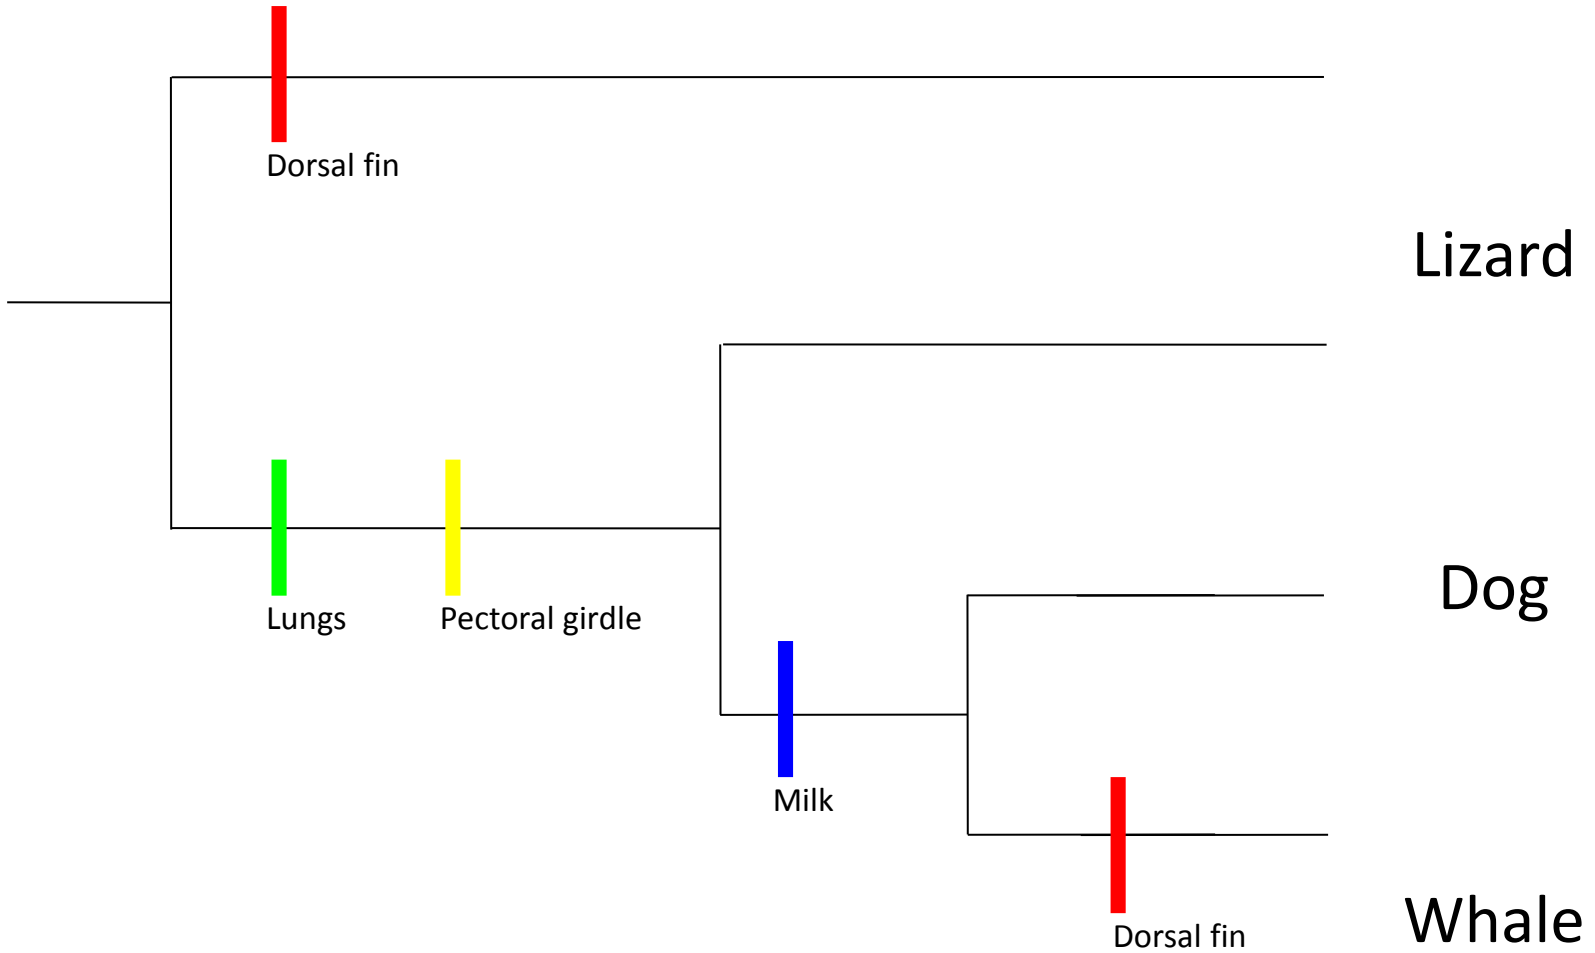 Dorsal fin
Lizard
Dog
Lungs
Pectoral girdle
Milk
Whale
Dorsal fin